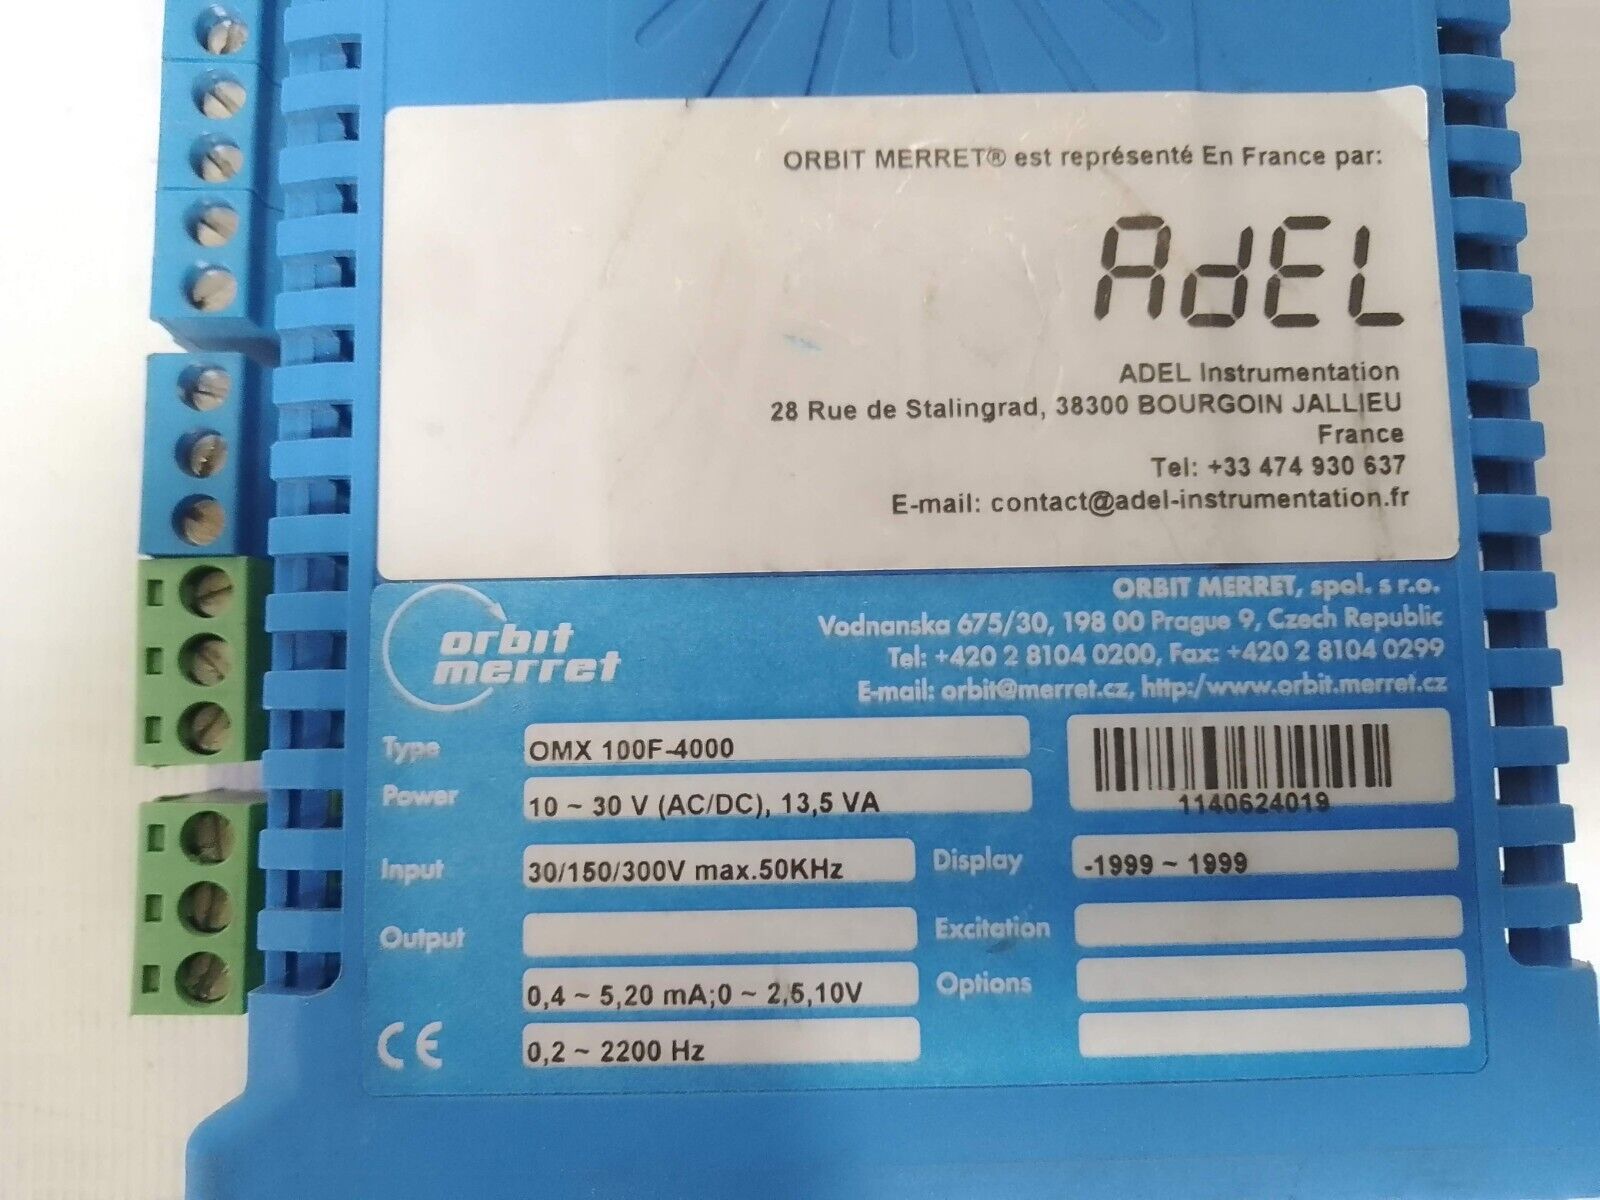 ORBIT MERRET® est représenté En France par:
AdEL
ADEL Instrumentation
28 Rue de Stalingrad, 38300 BOURGOIN JALLIEU
France
Tel: +33 474 930 637
E-mail: contact@adel-instrumentation.fr
orbit
merret
ORBIT MERRET, spol. s r.o.
Vodnanska 675/30, 198 00 Prague 9, Czech Republic
Tel: +420 2 8104 0200, Fax: +420 2 8104 0299
E-mail: orbit@merret.cz, http:/www.orbit.merret.cz
Type OMX 100F-4000
Power 10 ~ 30 V (AC/DC), 13,5 VA
1140624019
Input 30/150/300V max.50KHz Display -1999 ~ 1999
Output Excitation
0,4 ~ 5,20 mA;0 ~ 2,5,10V Options
CE 0,2 ~ 2200 Hz